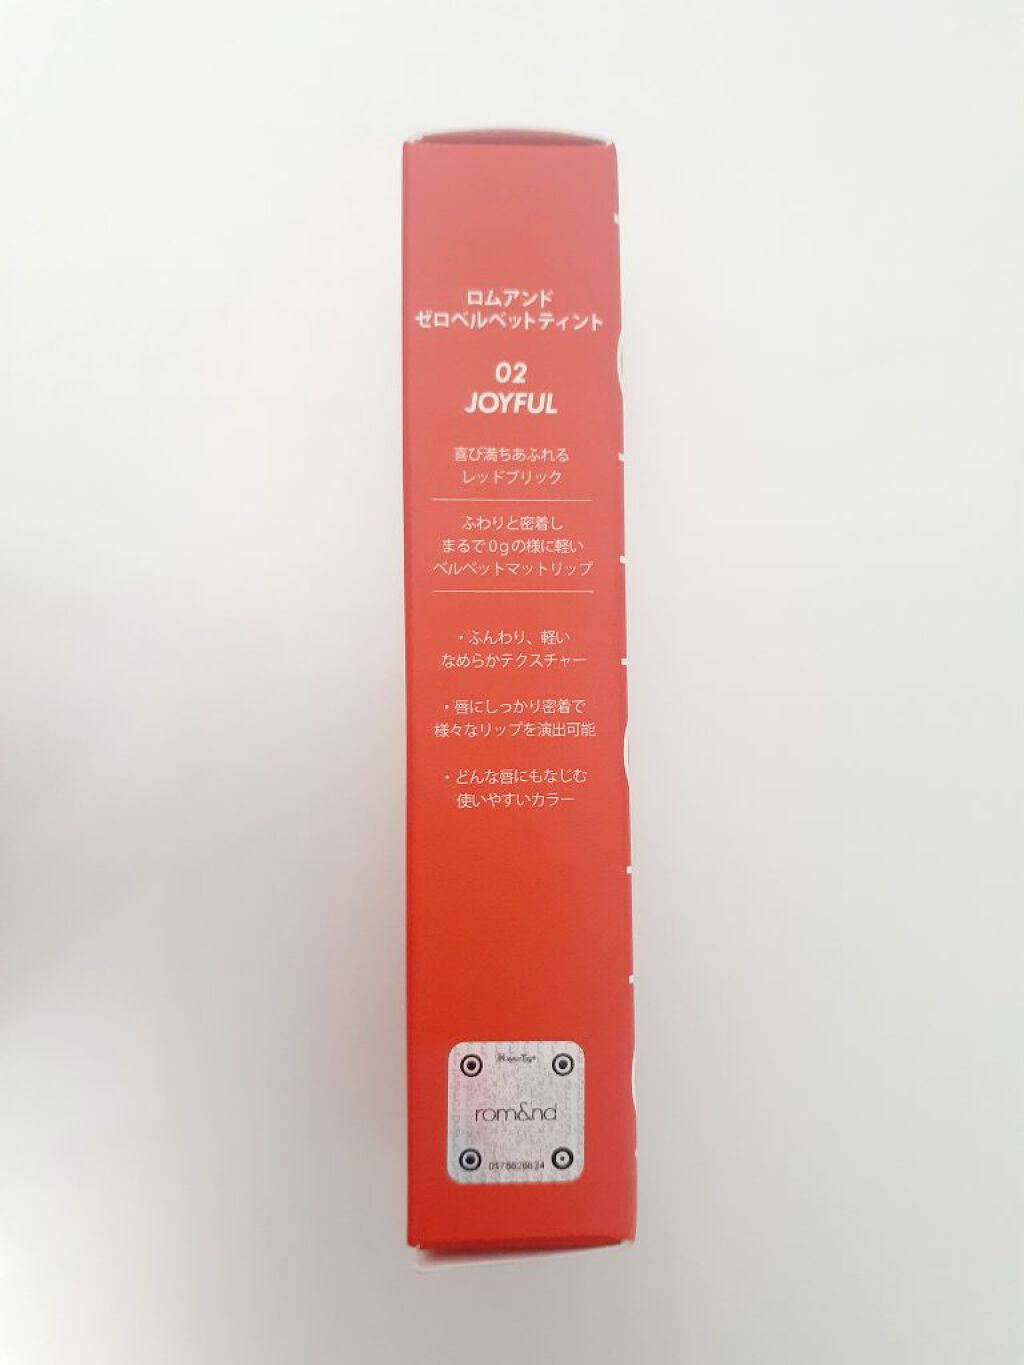 ロムアンド
ゼロベルベットティント
02
JOYFUL
喜び満ちあふれる
レッドブリック
ふわりと密着し
まるで0gの様に軽い
ベルベットマットリップ
・ふんわり、軽い
なめらかテクスチャー
・唇にしっかり密着で
様々なリップを演出可能
・どんな唇にもなじむ
使いやすいカラー
rom&nd